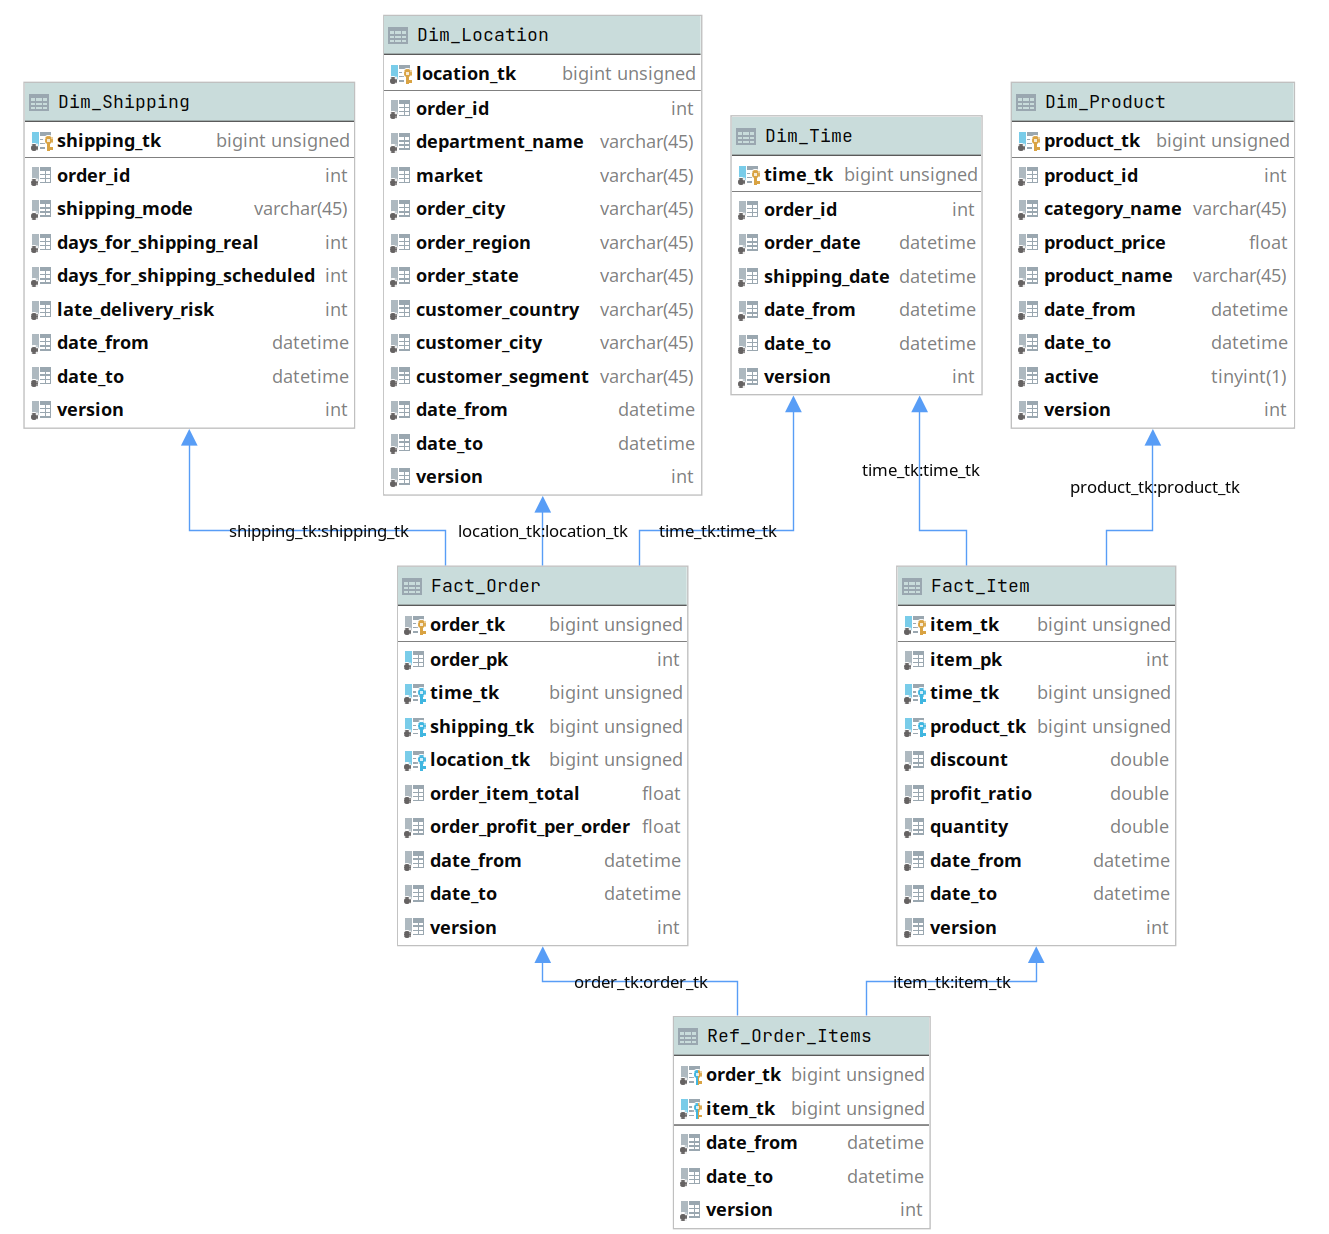 Dim_Shipping
shipping_tk bigint unsigned
order_id int
shipping_mode varchar(45)
days_for_shipping_real int
days_for_shipping_scheduled int
late_delivery_risk int
date_from datetime
date_to datetime
version int
Dim_Location
location_tk bigint unsigned
order_id int
department_name varchar(45)
market varchar(45)
order_city varchar(45)
order_region varchar(45)
order_state varchar(45)
customer_country varchar(45)
customer_city varchar(45)
customer_segment varchar(45)
date_from datetime
date_to datetime
version int
Dim_Time
time_tk bigint unsigned
order_id int
order_date datetime
shipping_date datetime
date_from datetime
date_to datetime
version int
Dim_Product
product_tk bigint unsigned
product_id int
category_name varchar(45)
product_price float
product_name varchar(45)
date_from datetime
date_to datetime
active tinyint(1)
version int
time_tk:time_tk
product_tk:product_tk
shipping_tk:shipping_tk
location_tk:location_tk
time_tk:time_tk
Fact_Order
order_tk bigint unsigned
order_pk int
time_tk bigint unsigned
shipping_tk bigint unsigned
location_tk bigint unsigned
order_item_total float
order_profit_per_order float
date_from datetime
date_to datetime
version int
Fact_Item
item_tk bigint unsigned
item_pk int
time_tk bigint unsigned
product_tk bigint unsigned
discount double
profit_ratio double
quantity double
date_from datetime
date_to datetime
version int
order_tk:order_tk
item_tk:item_tk
Ref_Order_Items
order_tk bigint unsigned
item_tk bigint unsigned
date_from datetime
date_to datetime
version int